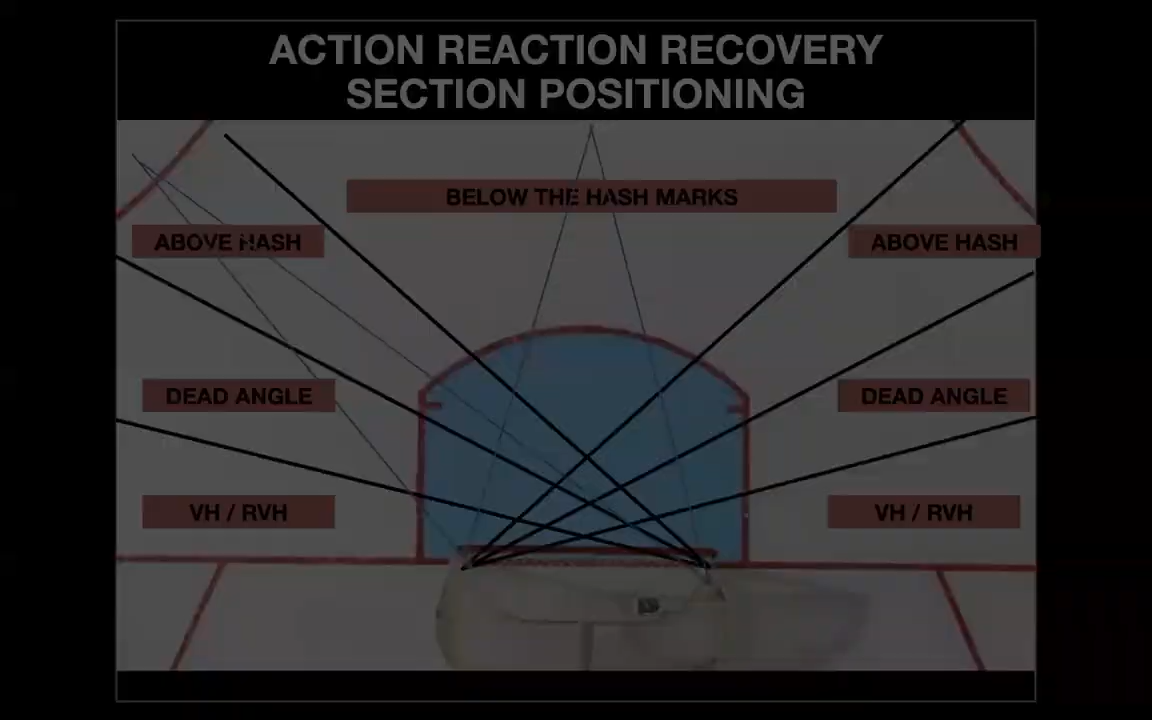 ACTION REACTION RECOVERY
SECTION POSITIONING
BELOW THE HASH MARKS
ABOVE HASH
ABOVE HASH
DEAD ANGLE
DEAD ANGLE
VH / RVH
VH / RVH